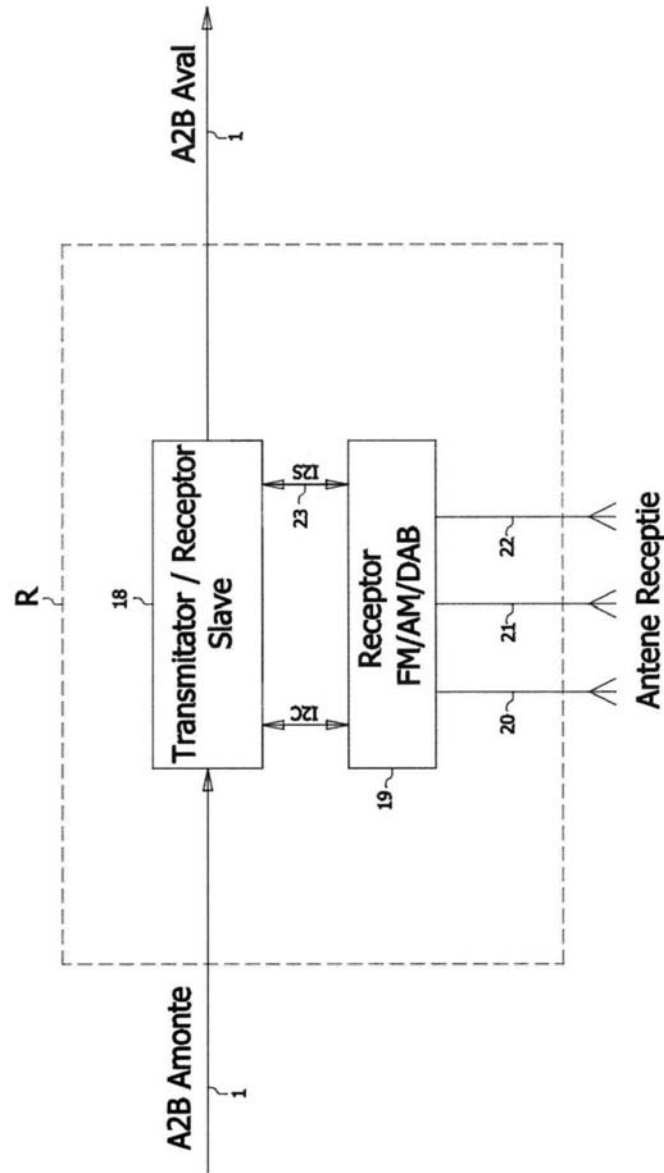 R
A2B Amonte
1
18
Transmitator / Receptor
Slave
A2B Aval
1
I2C
I2S
23
19
Receptor
FM/AM/DAB
20
21
22
Antene Receptie